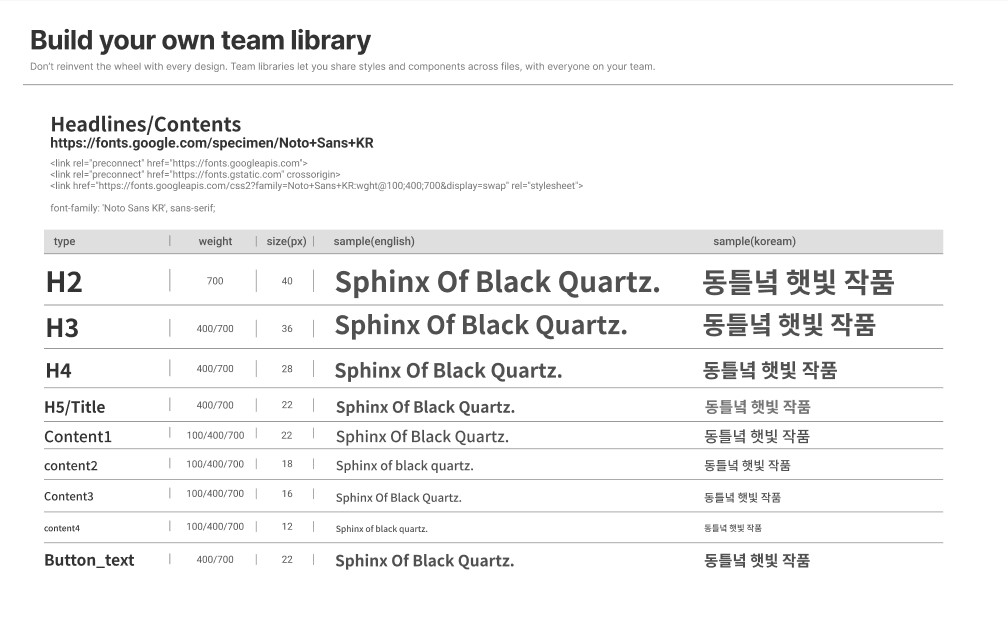 Build your own team library
Don't reinvent the wheel with every design. Team libraries let you share styles and components across files, with everyone on your team.
Headlines/Contents
https://fonts.google.com/specimen/Noto+Sans+KR
<link rel="preconnect" href="https://fonts.googleapis.com">
<link rel="preconnect" href="https://fonts.gstatic.com" crossorigin>
<link href="https://fonts.googleapis.com/css2?family=Noto+Sans+KR:wght@100;400;700&display=swap" rel="stylesheet">
font-family: 'Noto Sans KR', sans-serif;
type | weight | size(px) | sample(english) sample(koream)
H2 | 700 | 40 | Sphinx Of Black Quartz. 동틀녘 햇빛 작품
H3 | 400/700 | 36 | Sphinx Of Black Quartz. 동틀녘 햇빛 작품
H4 | 400/700 | 28 | Sphinx Of Black Quartz. 동틀녘 햇빛 작품
H5/Title | 400/700 | 22 | Sphinx Of Black Quartz. 동틀녘 햇빛 작품
Content1 | 100/400/700 | 22 | Sphinx Of Black Quartz. 동틀녘 햇빛 작품
content2 | 100/400/700 | 18 | Sphinx of black quartz. 동틀녘 햇빛 작품
Content3 | 100/400/700 | 16 | Sphinx Of Black Quartz. 동틀녘 햇빛 작품
content4 | 100/400/700 | 12 | Sphinx of black quartz. 동틀녘 햇빛 작품
Button_text | 400/700 | 22 | Sphinx Of Black Quartz. 동틀녘 햇빛 작품